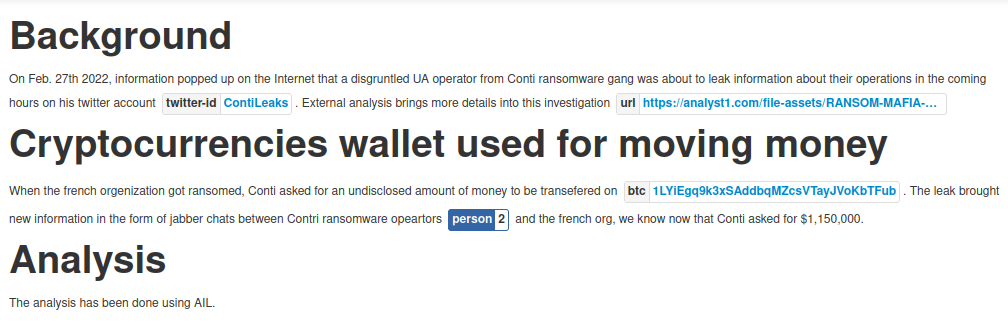 Background
On Feb. 27th 2022, information popped up on the Internet that a disgruntled UA operator from Conti ransomware gang was about to leak information about their operations in the coming
hours on his twitter account twitter-id ContiLeaks . External analysis brings more details into this investigation url https://analyst1.com/file-assets/RANSOM-MAFIA-...
Cryptocurrencies wallet used for moving money
When the french orgenization got ransomed, Conti asked for an undisclosed amount of money to be transefered on btc 1LYiEgq9k3xSAddbqMZcsVTayJVoKbTFub . The leak brought
new information in the form of jabber chats between Contri ransomware opeartors person 2 and the french org, we know now that Conti asked for $1,150,000.
Analysis
The analysis has been done using AIL.